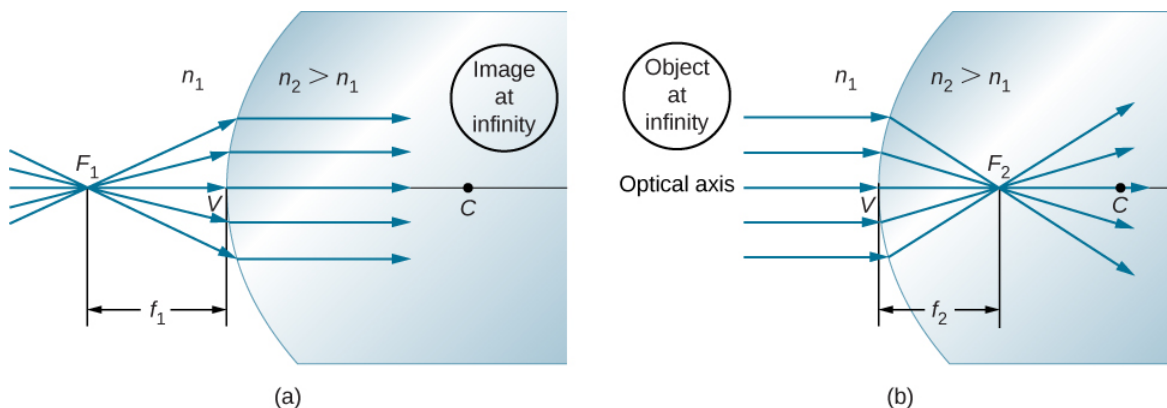 n₁
n₂ > n₁
Image
at
infinity
F₁
V
C
f₁
(a)
Object
at
infinity
n₁
n₂ > n₁
Optical axis
F₂
V
C
f₂
(b)